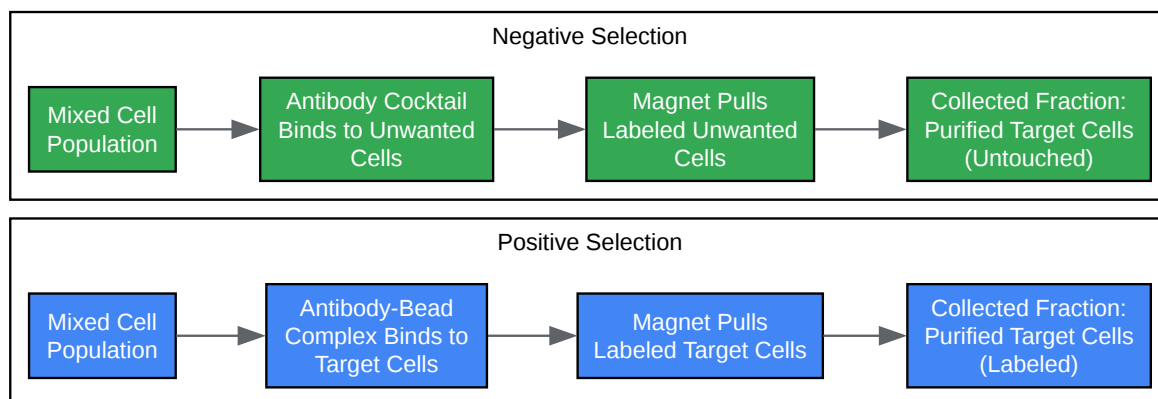 Negative Selection
Mixed Cell
Population
Antibody Cocktail
Binds to Unwanted
Cells
Magnet Pulls
Labeled Unwanted
Cells
Collected Fraction:
Purified Target Cells
(Untouched)
Positive Selection
Mixed Cell
Population
Antibody-Bead
Complex Binds to
Target Cells
Magnet Pulls
Labeled Target Cells
Collected Fraction:
Purified Target Cells
(Labeled)